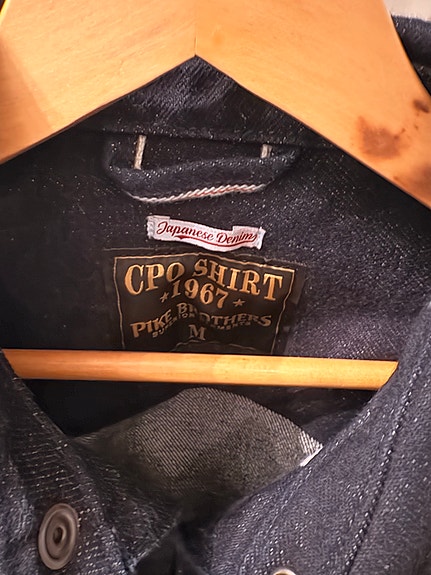 Japanese Denim
CPO SHIRT
1967
PIKE BROTHERS
M